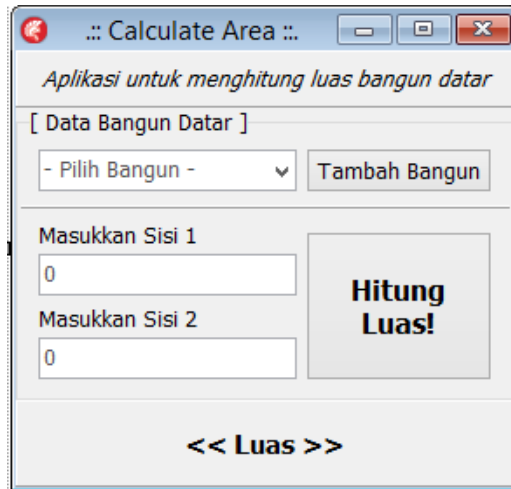 .:: Calculate Area ::.
Aplikasi untuk menghitung luas bangun datar
[ Data Bangun Datar ]
- Pilih Bangun -
Tambah Bangun
Masukkan Sisi 1
0
Masukkan Sisi 2
0
Hitung
Luas!
<< Luas >>